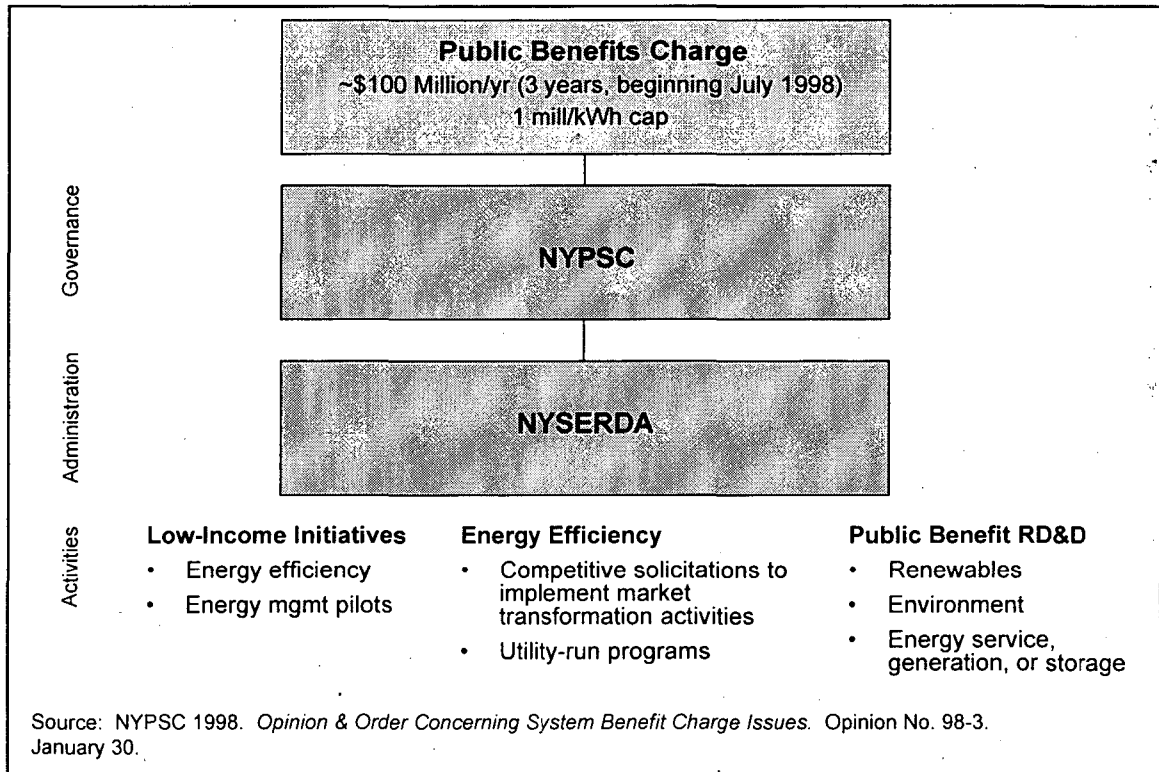 Public Benefits Charge
~$100 Million/yr (3 years, beginning July 1998)
1 mill/kWh cap
Governance
NYPSC
Administration
NYSERDA
Activities
Low-Income Initiatives
• Energy efficiency
• Energy mgmt pilots
Energy Efficiency
• Competitive solicitations to
implement market
transformation activities
• Utility-run programs
Public Benefit RD&D
• Renewables
• Environment
• Energy service,
generation, or storage
Source: NYPSC 1998. Opinion & Order Concerning System Benefit Charge Issues. Opinion No. 98-3.
January 30.